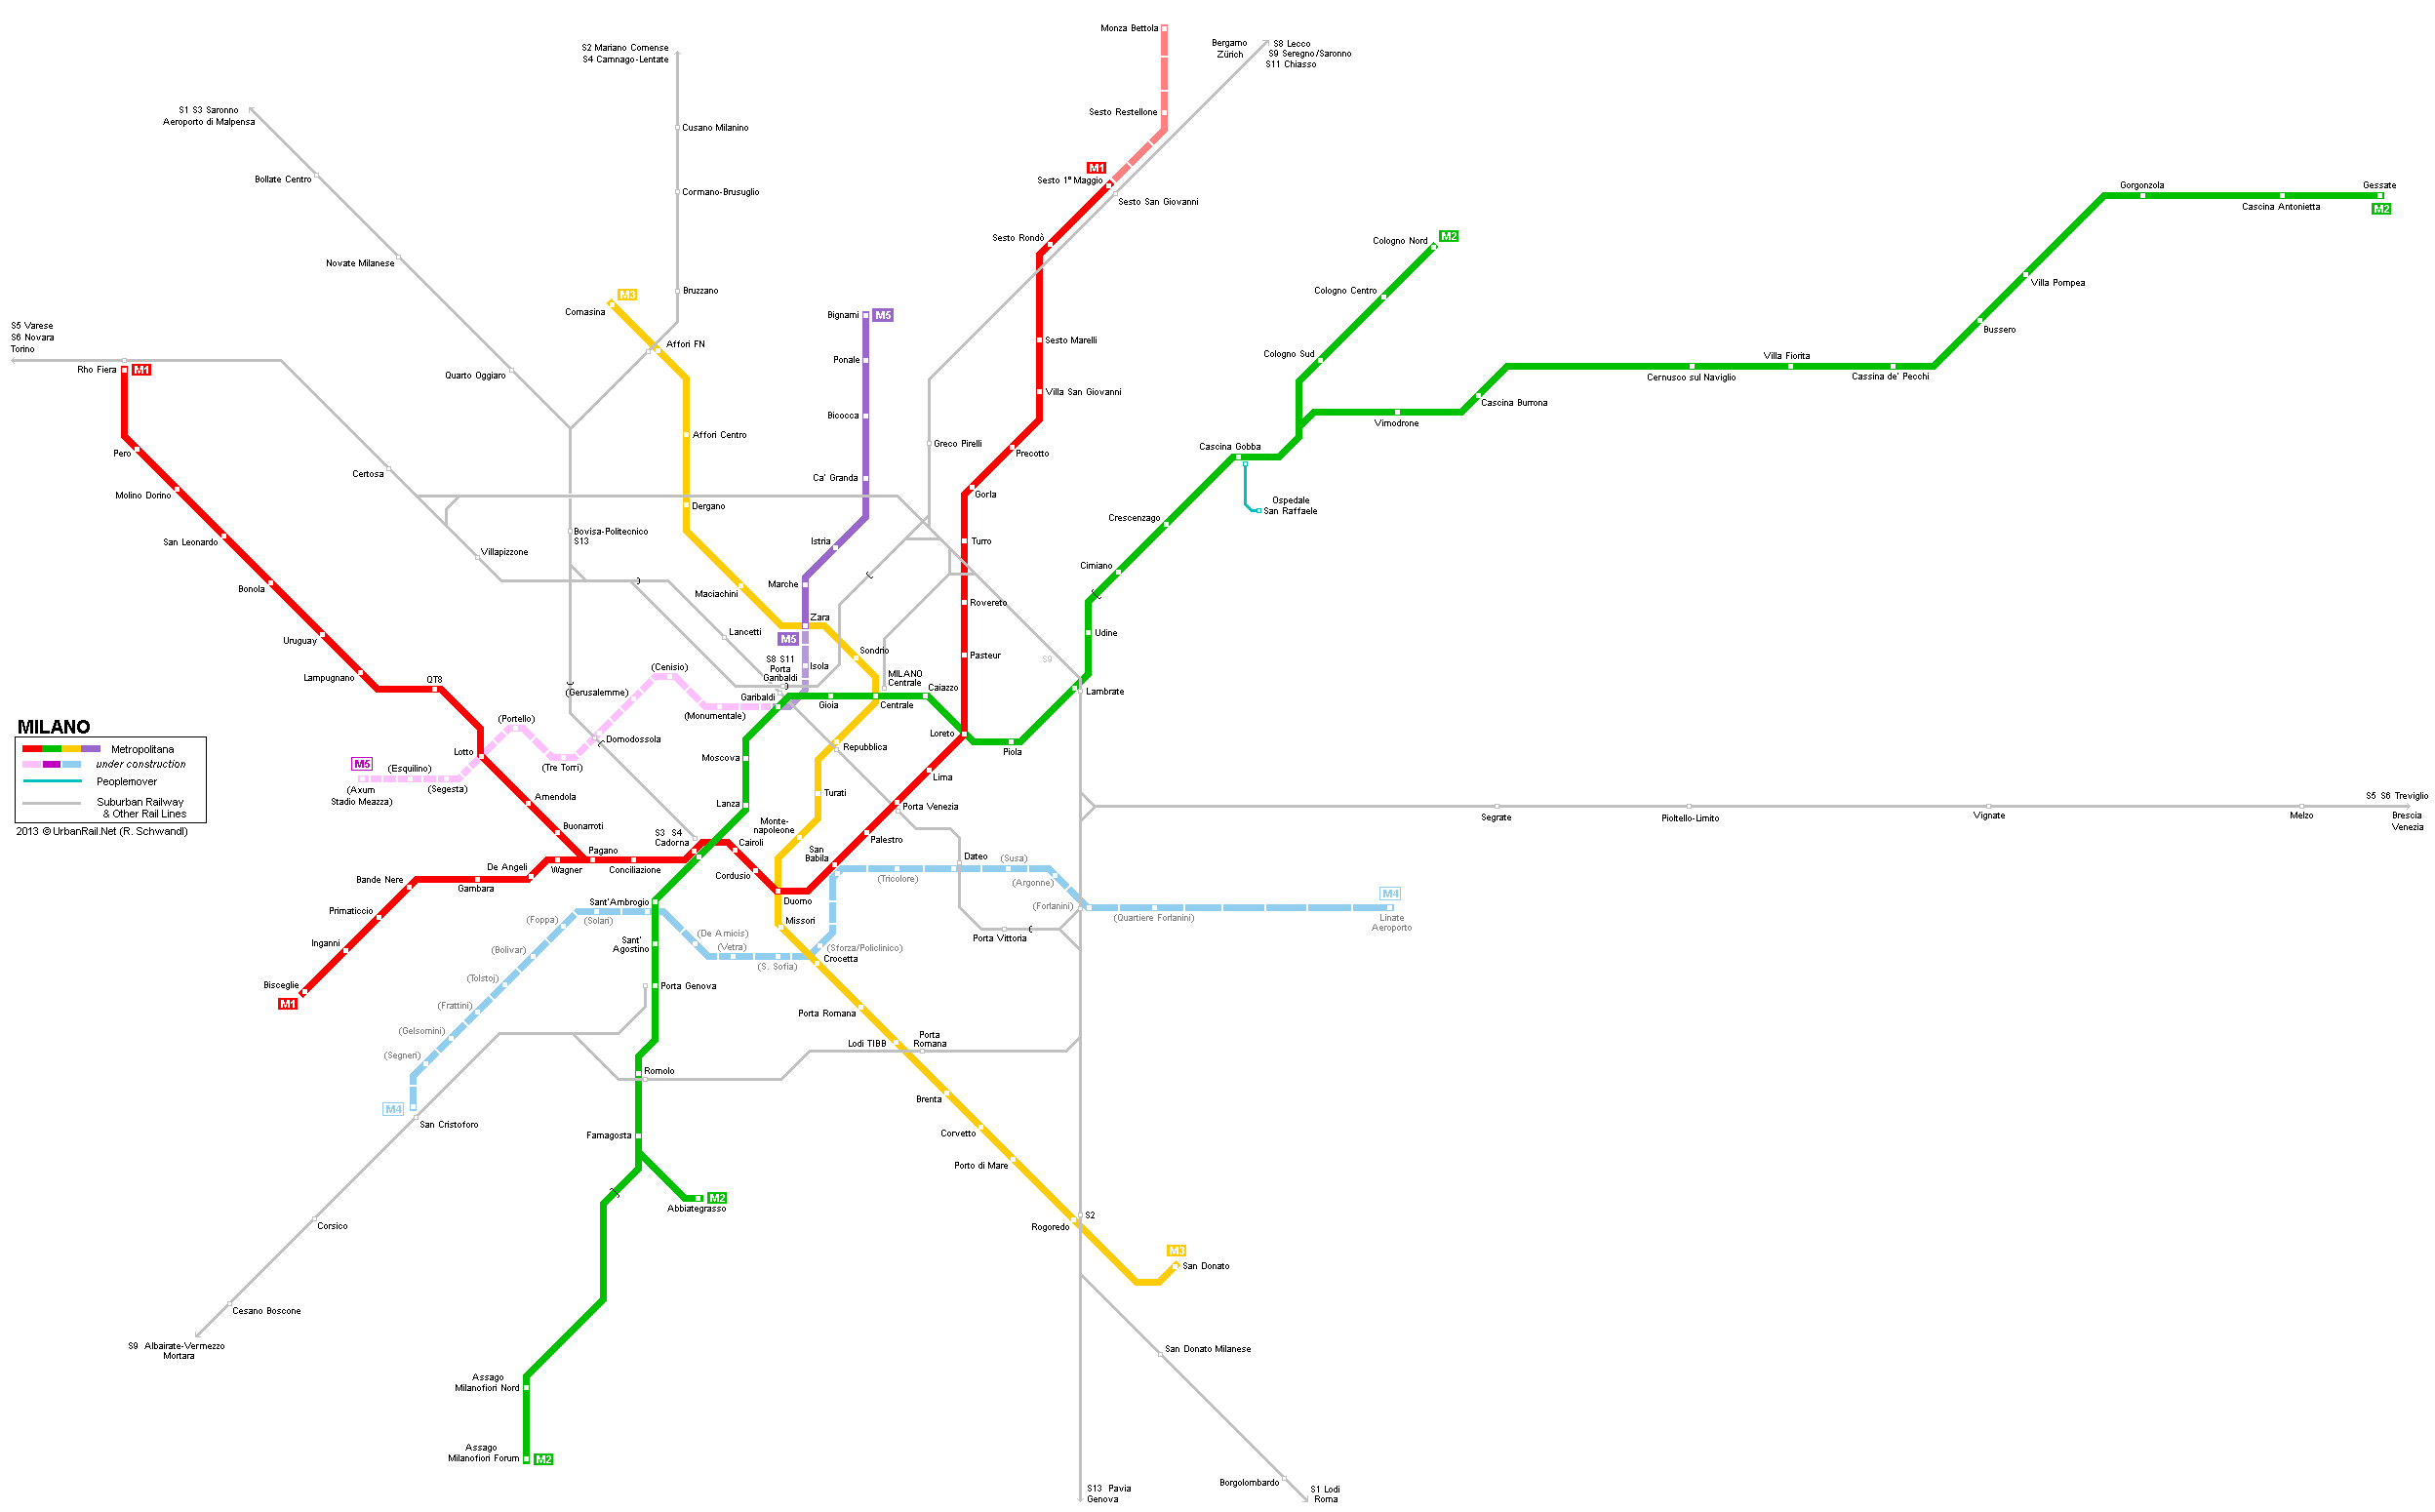 S2 Mariano Comense
S4 Camnago-Lentate
Monza Bettola
Bergamo
Zürich
S8 Lecco
S9 Seregno/Saronno
S11 Chiasso
S1 S3 Saronno
Aeroporto di Malpensa
Cusano Milanino
Sesto Restellone
Bollate Centro
M1
Sesto 1ª Maggio
Cormano-Brusuglio
Sesto San Giovanni
Gorgonzola
Gessate
Cascina Antonietta
M2
Sesto Rondò
Cologno Nord
M2
Novate Milanese
Bruzzano
Cologno Centro
Villa Pompea
M3
Comasina
Bignami
M5
S5 Varese
S6 Novara
Torino
Affori FN
Sesto Marelli
Bussero
Cologno Sud
Villa Fiorita
Ponale
Rho Fiera
M1
Quarto Oggiaro
Cernusco sul Naviglio
Cassina de' Pecchi
Villa San Giovanni
Cascina Burrona
Bicocca
Vimodrone
Affori Centro
Greco Pirelli
Precotto
Cascina Gobba
Pero
Certosa
Ca' Granda
Molino Dorino
Gorla
Dergano
Ospedale
San Raffaele
Crescenzago
Bovisa-Politecnico
S13
San Leonardo
Villapizzone
Istria
Turro
Cimiano
Bonola
Marche
Maciachini
Rovereto
Zara
Lancetti
M5
Udine
Uruguay
Sondrio
Pasteur
S9
S8 S11
Porta
Garibaldi
Isola
(Cenisio)
Lampugnano
QT8
(Gerusalemme)
MILANO
Centrale
Caiazzo
Lambrate
Garibaldi
Gioia
Centrale
(Monumentale)
(Portello)
MILANO
Metropolitana
under construction
Peoplemover
Suburban Railway
& Other Rail Lines
2013 © UrbanRail.Net (R. Schwandl)
Loreto
Piola
Domodossola
Repubblica
Lotto
Moscova
M5
(Esquilino)
(Tre Torri)
(Axum
Stadio Meazza)
(Segesta)
Lima
Turati
Amendola
Lanza
Porta Venezia
S5 S6 Treviglio
Brescia
Venezia
Segrate
Pioltello-Limito
Vignate
Melzo
Buonarroti
Monte-
napoleone
S3 S4
Cadorna
Cairoli
Palestro
Pagano
San
Babila
Dateo
(Susa)
De Angeli
Wagner
Conciliazione
Cordusio
(Tricolore)
(Argonne)
Bande Nere
Gambara
M4
Sant'Ambrogio
Duomo
(Forlanini)
Primaticcio
(Foppa)
(Solari)
Missori
(Quartiere Forlanini)
Linate
Aeroporto
(De Amicis)
Porta Vittoria
Inganni
Sant'
Agostino
(Bolivar)
(Vetra)
(Sforza/Policlinico)
Crocetta
(S. Sofia)
(Tolstoj)
Bisceglie
M1
Porta Genova
(Frattini)
Porta Romana
(Gelsomini)
Lodi TIBB
Porta
Romana
(Segneri)
Romolo
Brenta
M4
San Cristoforo
Famagosta
Corvetto
Porto di Mare
M2
Abbiategrasso
Corsico
Rogoredo
S2
M3
San Donato
Cesano Boscone
S9 Albairate-Vermezzo
Mortara
San Donato Milanese
Assago
Milanofiori Nord
Assago
Milanofiori Forum
M2
Borgolombardo
S13 Pavia
Genova
S1 Lodi
Roma